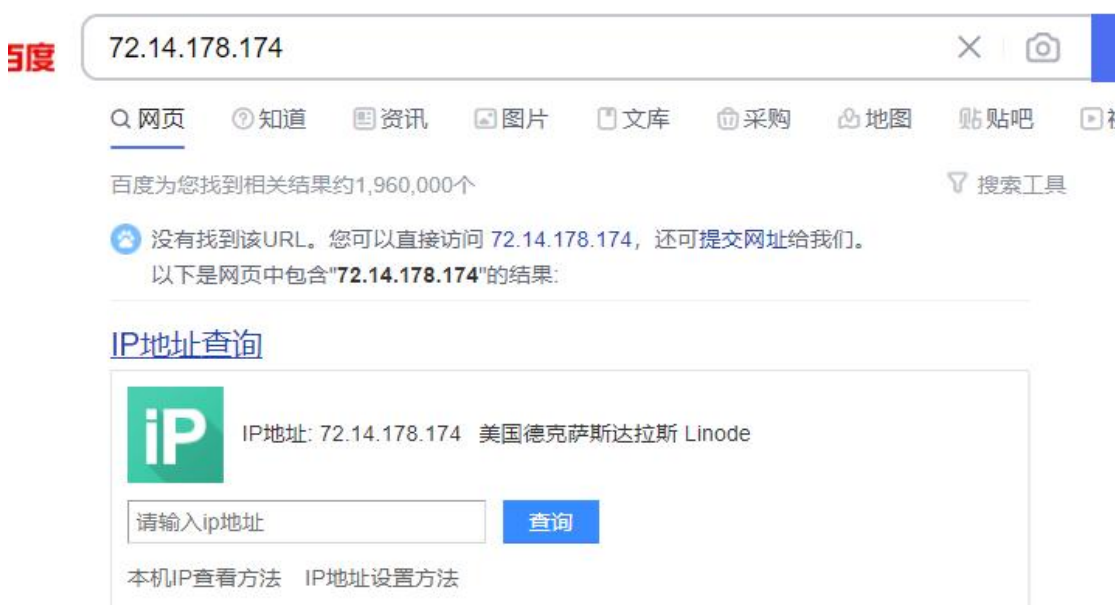 百度
72.14.178.174
网页 知道 资讯 图片 文库 采购 地图 贴 贴吧
百度为您找到相关结果约1,960,000个 搜索工具
没有找到该URL。您可以直接访问 72.14.178.174，还可提交网址给我们。
以下是网页中包含"72.14.178.174"的结果:
IP地址查询
iP IP地址: 72.14.178.174 美国德克萨斯达拉斯 Linode
请输入ip地址 查询
本机IP查看方法 IP地址设置方法